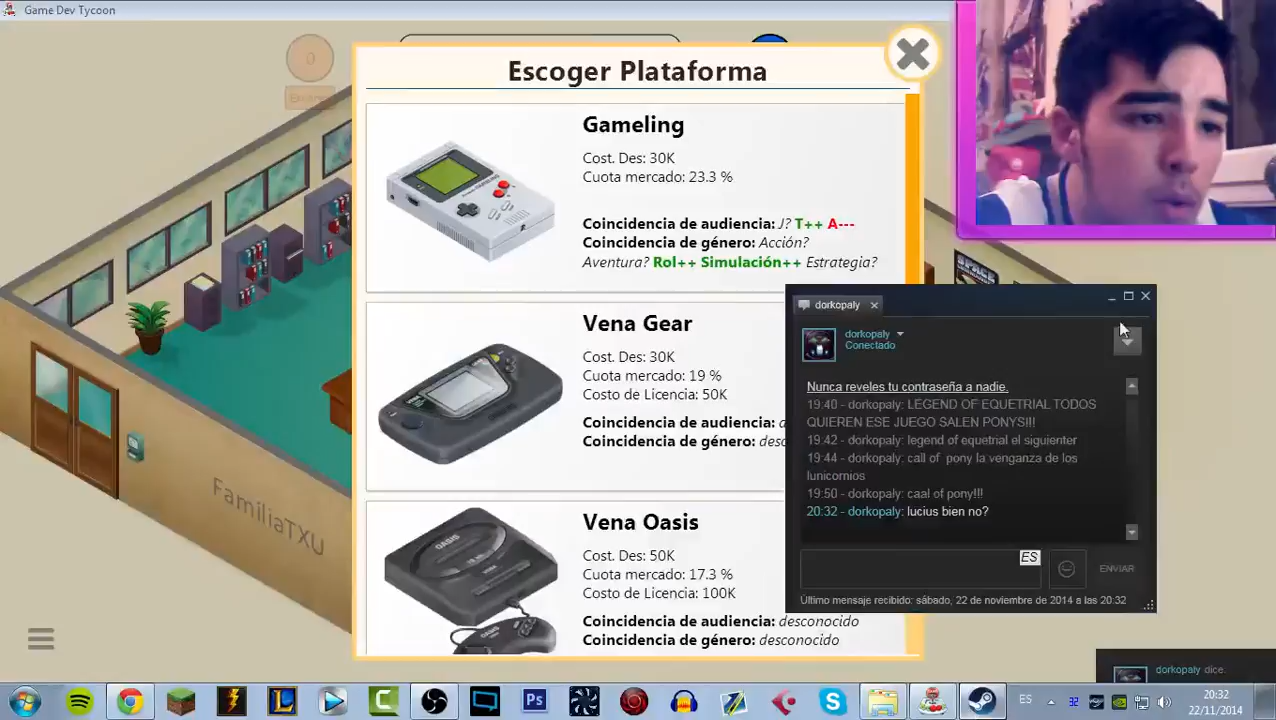 Game Dev Tycoon
0
Escoger Plataforma
Gameling
Cost. Des: 30K
Cuota mercado: 23.3 %
Coincidencia de audiencia: J? T++ A---
Coincidencia de género: Acción?
Aventura? Rol++ Simulación++ Estrategia?
Vena Gear
Cost. Des: 30K
Cuota mercado: 19 %
Costo de Licencia: 50K
Coincidencia de audiencia:
Coincidencia de género: desc
Vena Oasis
Cost. Des: 50K
Cuota mercado: 17.3 %
Costo de Licencia: 100K
Coincidencia de audiencia: desconocido
Coincidencia de género: desconocido
OASIS
SPACE
FamiliaTXU
dorkopaly
dorkopaly
Conectado
Nunca reveles tu contraseña a nadie.
19:40 - dorkopaly: LEGEND OF EQUETRIAL TODOS
QUIEREN ESE JUEGO SALEN PONYS!!!
19:42 - dorkopaly: legend of equetrial el siguienter
19:44 - dorkopaly: call of pony la venganza de los
lunicornios
19:50 - dorkopaly: caal of pony!!!
20:32 - dorkopaly: lucius bien no?
ES
ENVIAR
Último mensaje recibido: sábado, 22 de noviembre de 2014 a las 20:32
dorkopaly dice:
Ps
ES
20:32
22/11/2014